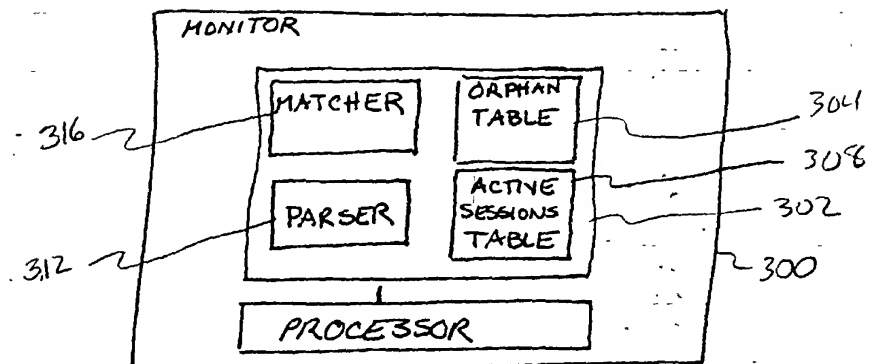 MONITOR
MATCHER
ORPHAN
TABLE
304
316
308
ACTIVE
SESSIONS
TABLE
PARSER
302
312
300
PROCESSOR